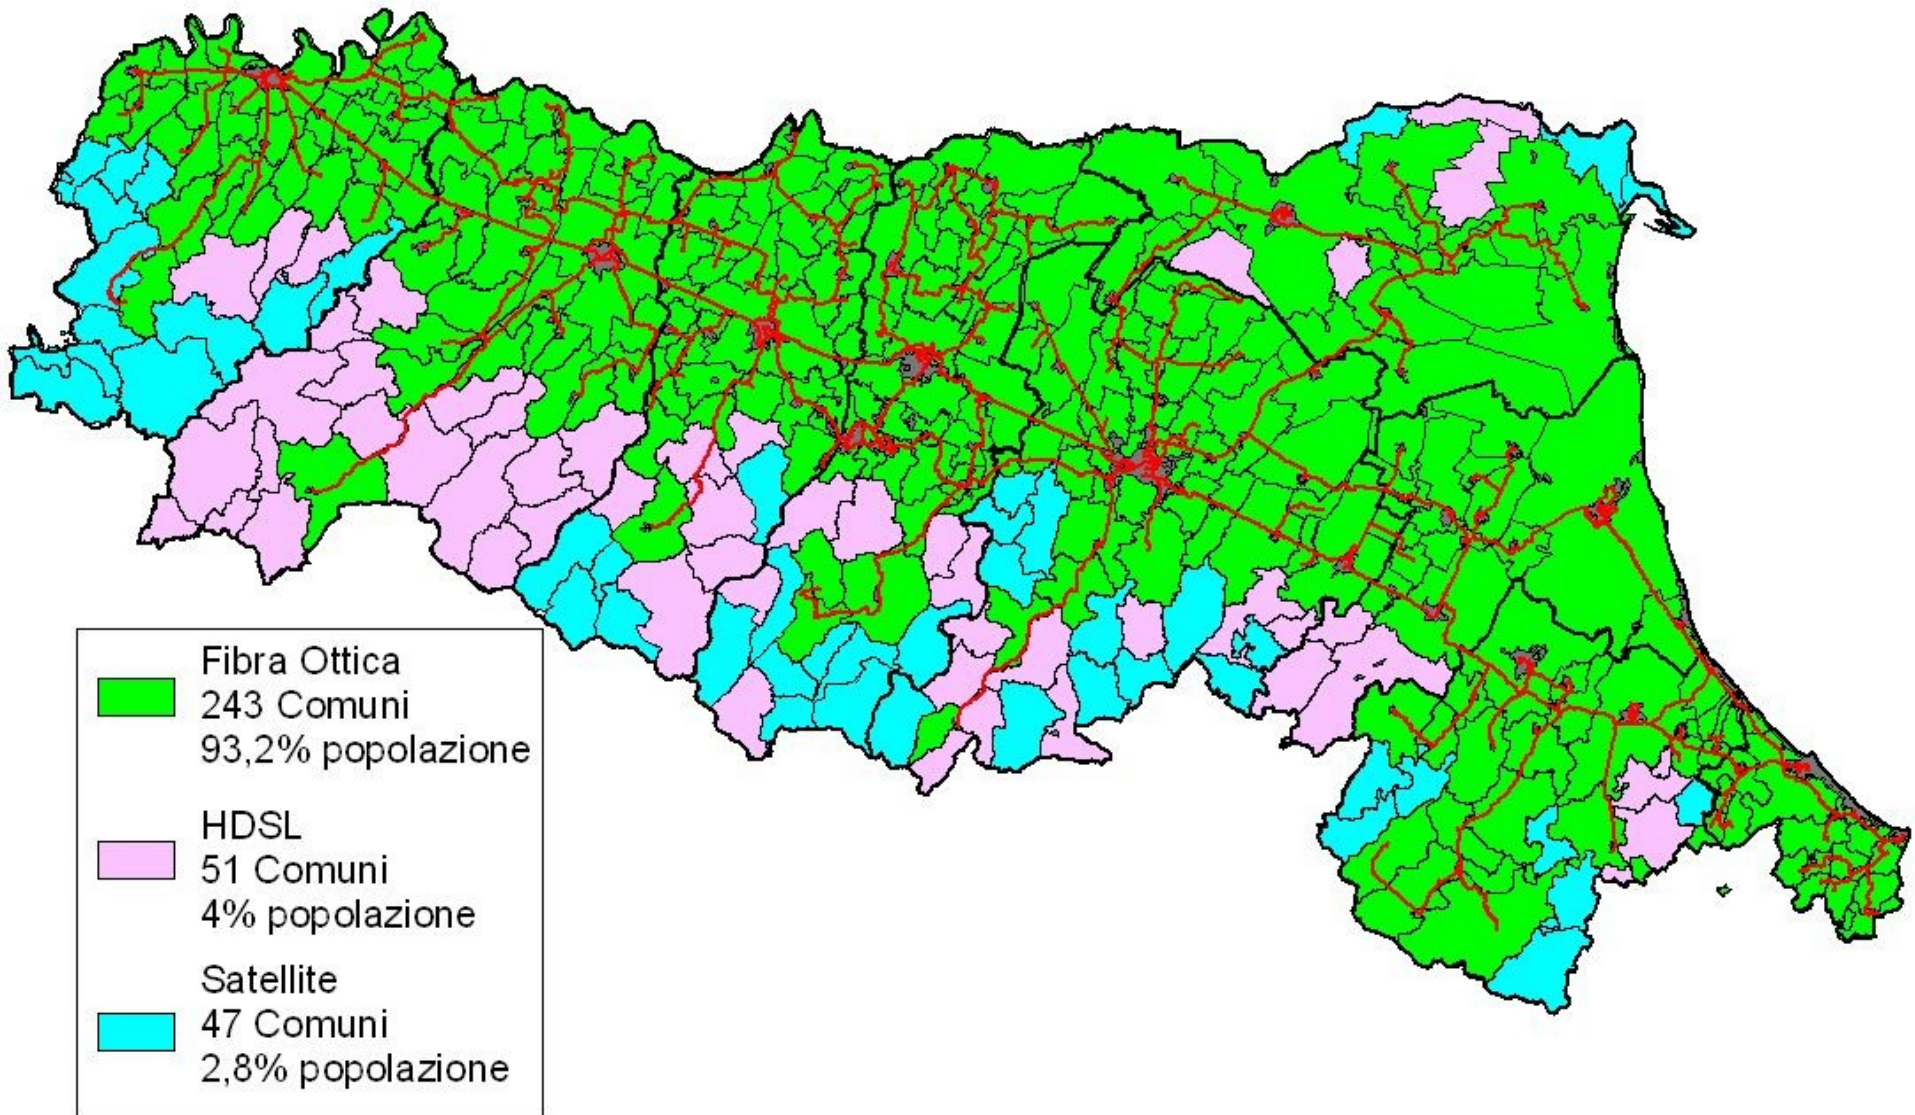 Fibra Ottica
243 Comuni
93,2% popolazione
HDSL
51 Comuni
4% popolazione
Satellite
47 Comuni
2,8% popolazione